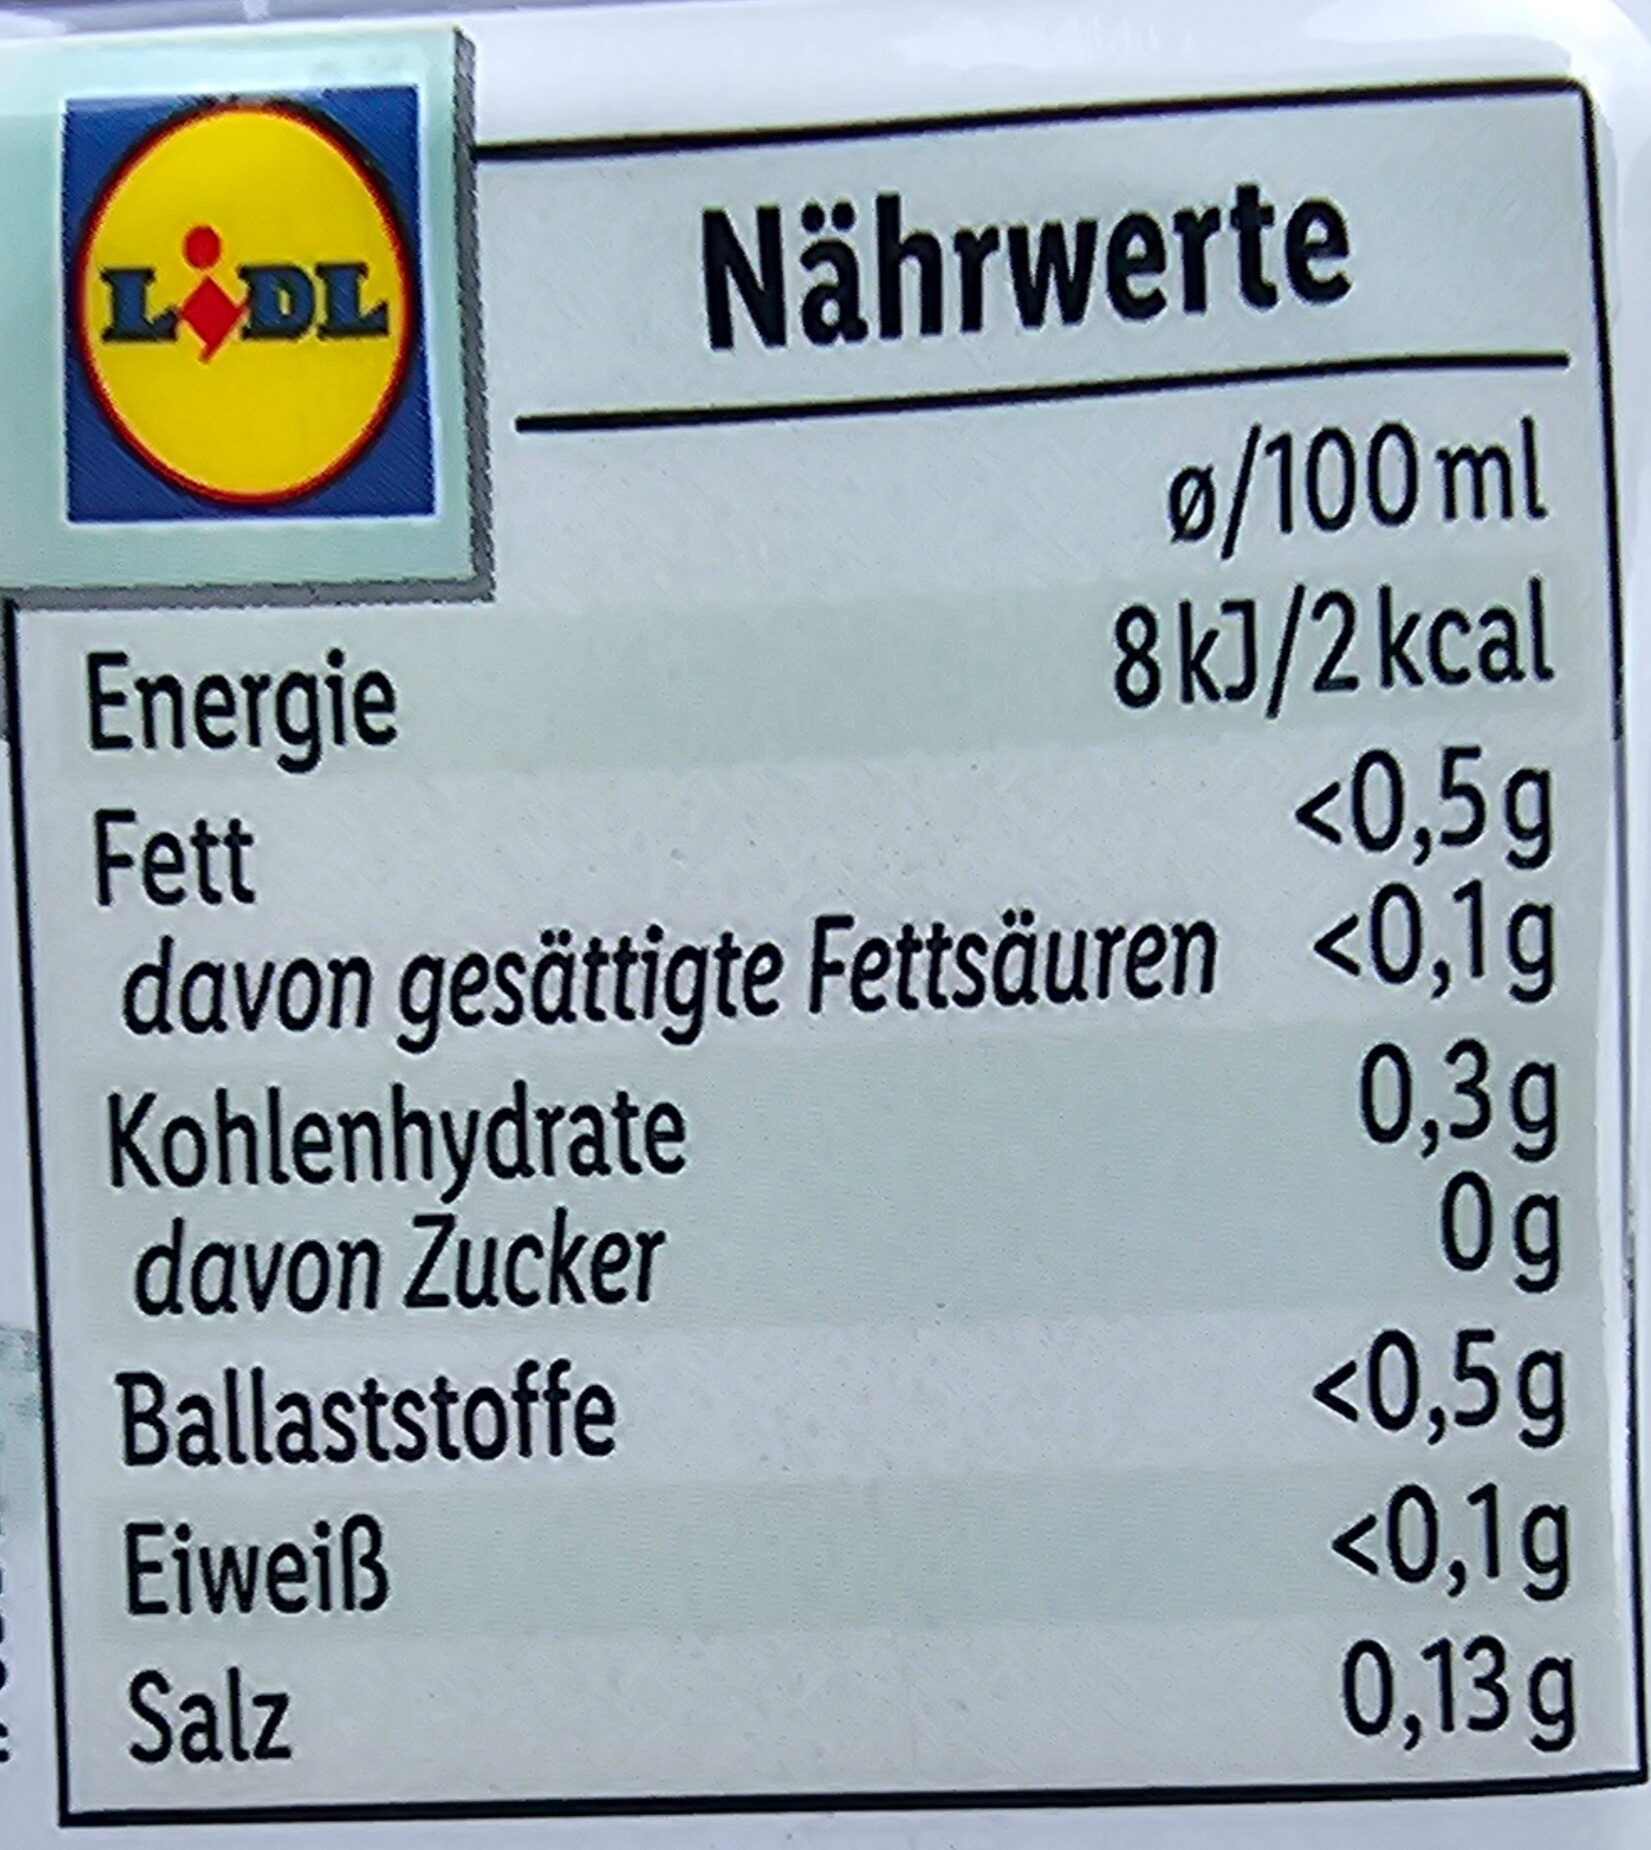 LIDL
Nährwerte
ø/100 ml
Energie 8 kJ/2 kcal
Fett <0,5 g
davon gesättigte Fettsäuren <0,1 g
Kohlenhydrate 0,3 g
davon Zucker 0 g
Ballaststoffe <0,5 g
Eiweiß <0,1 g
Salz 0,13 g